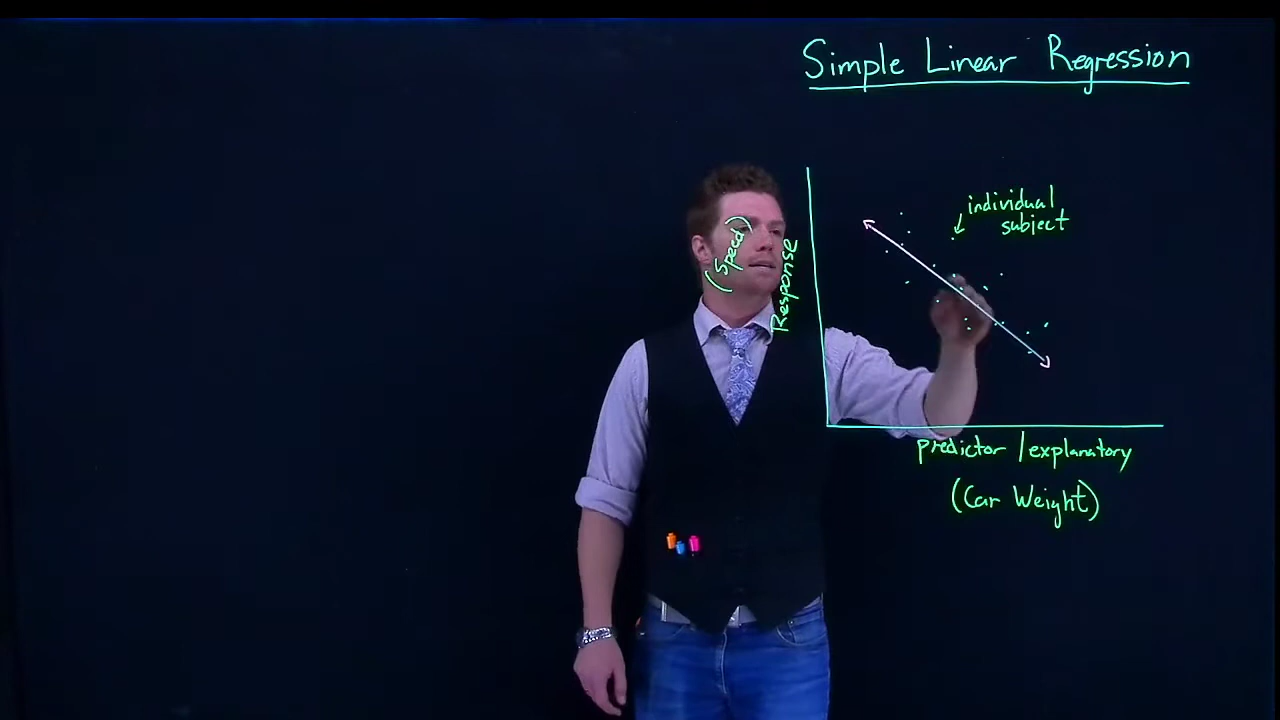 Simple Linear Regression
individual
subject
(Speed)
Response
predictor / explanatory
(Car Weight)